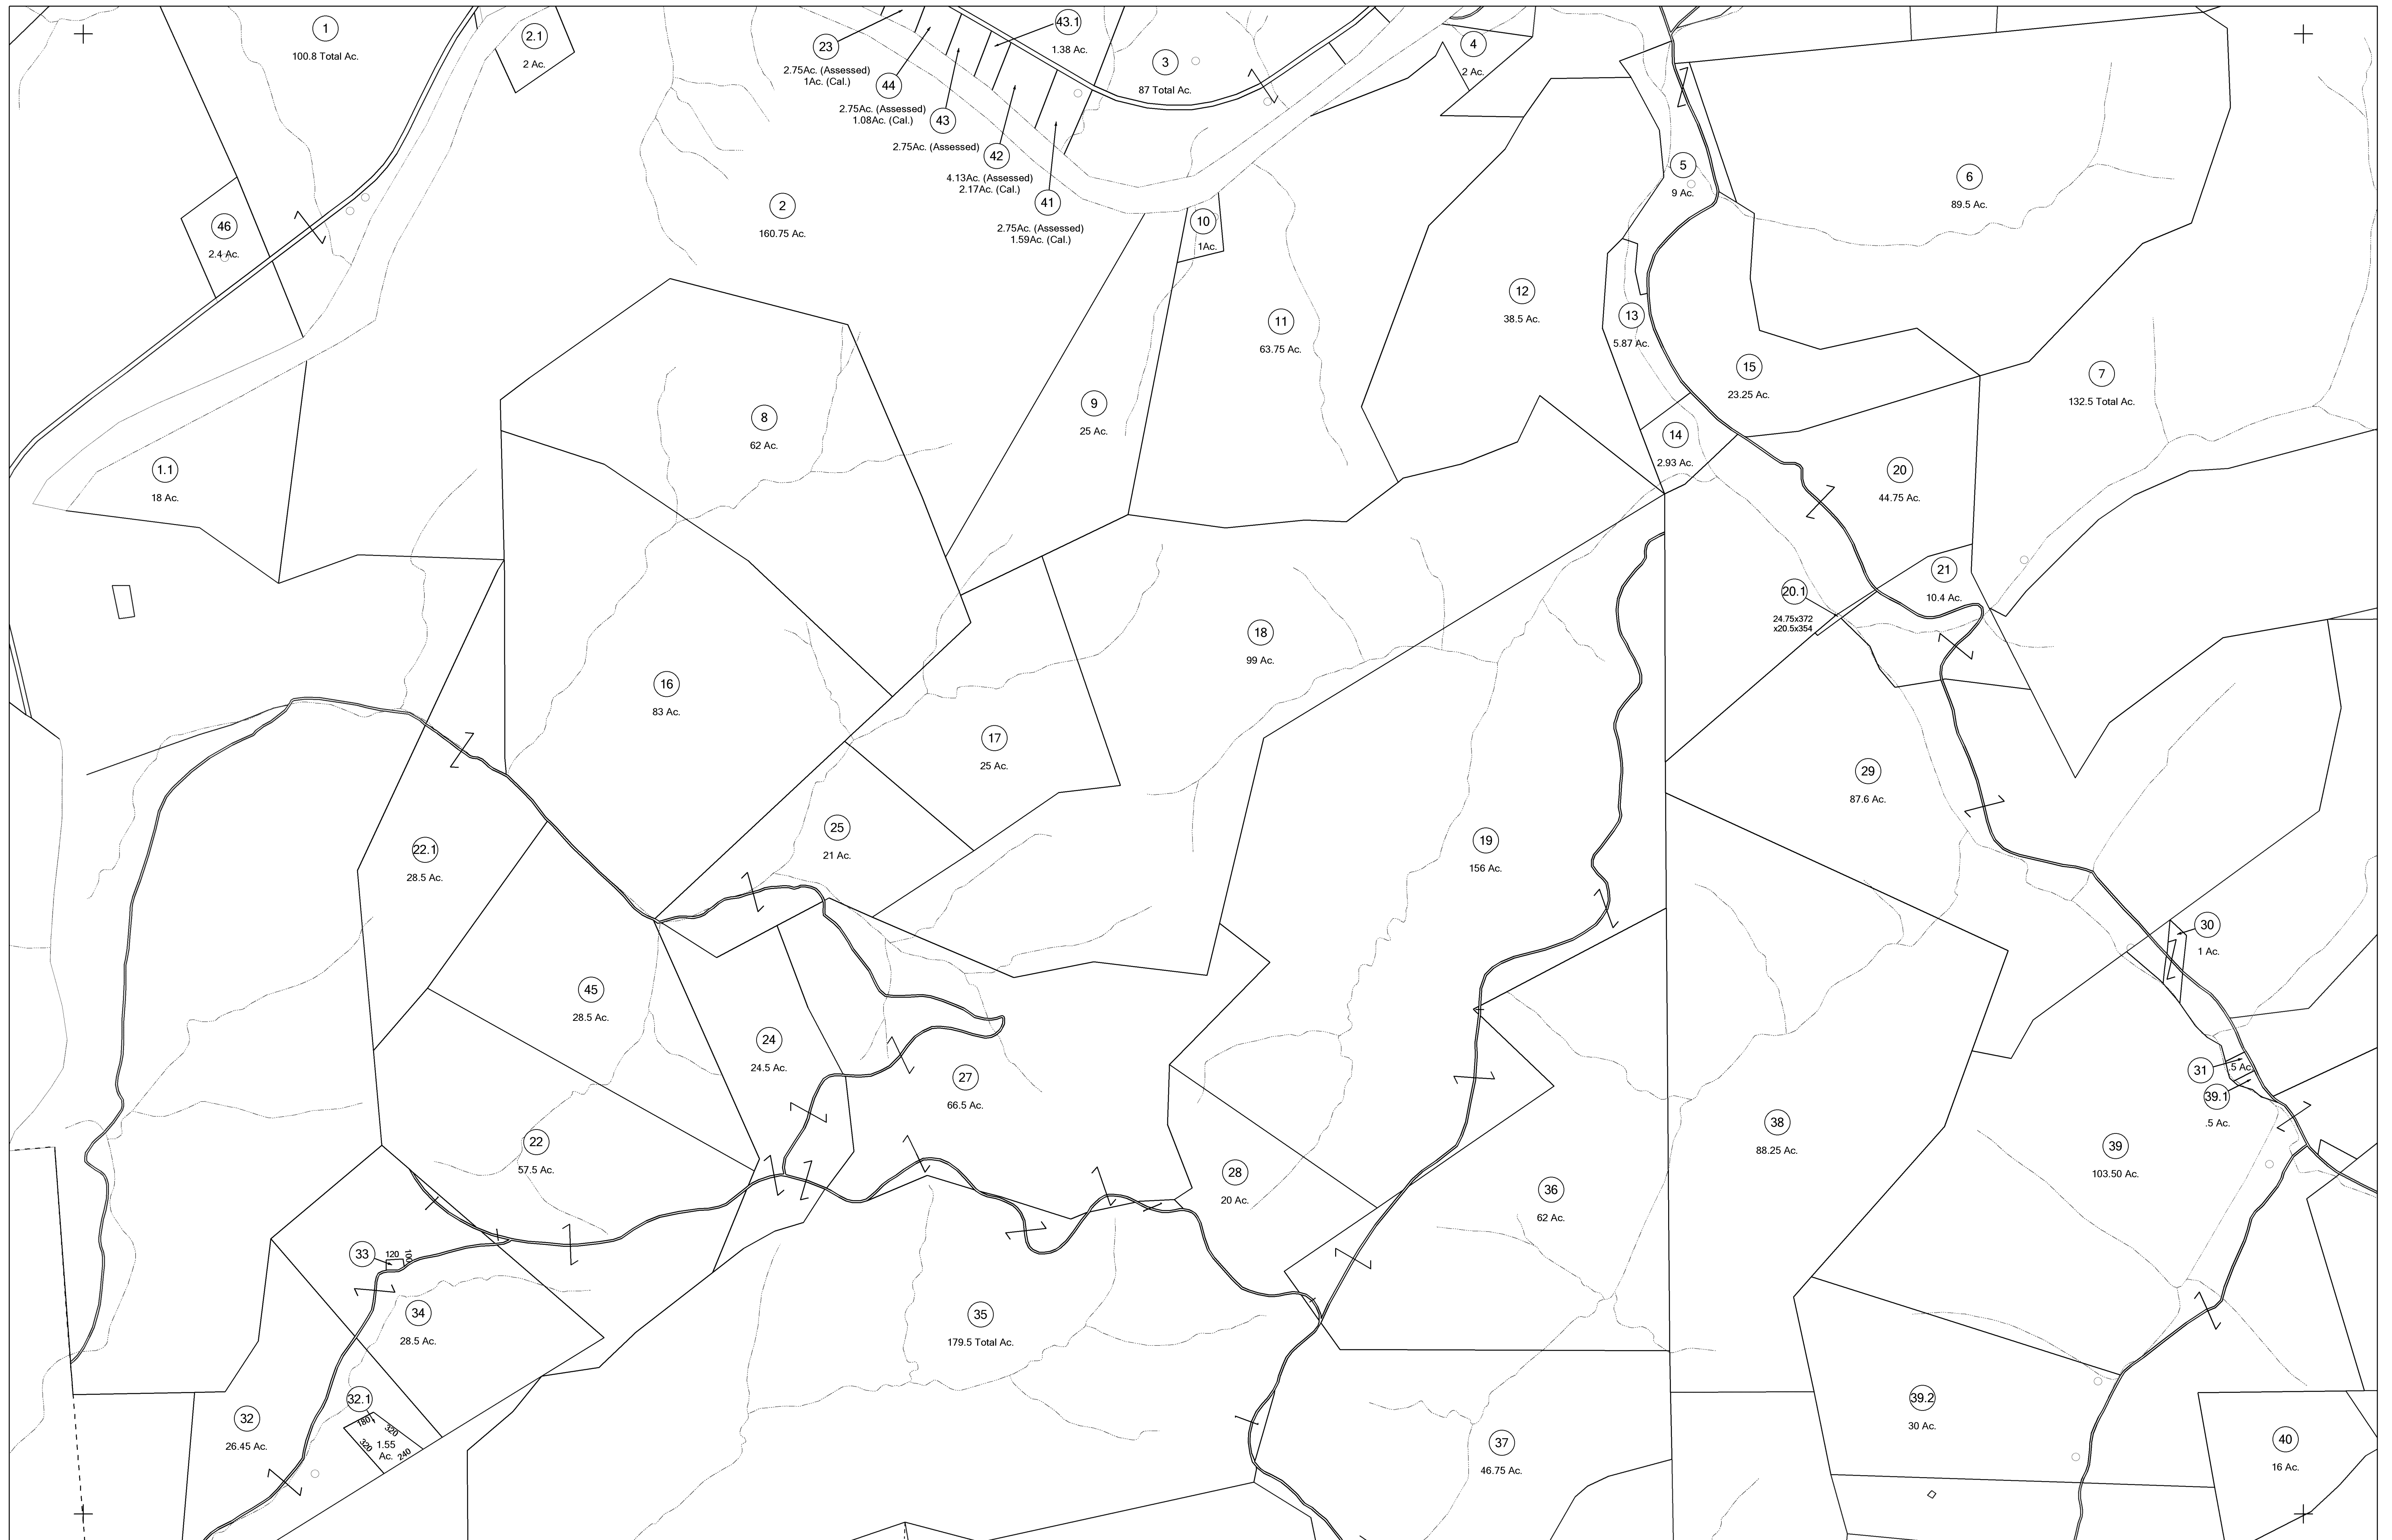 1
100.8 Total Ac.
2.1
2 Ac.
23
2.75Ac. (Assessed)
1Ac. (Cal.)
44
2.75Ac. (Assessed)
1.08Ac. (Cal.)
43
2.75Ac. (Assessed)
43.1
1.38 Ac.
42
4.13Ac. (Assessed)
2.17Ac. (Cal.)
41
2.75Ac. (Assessed)
1.59Ac. (Cal.)
3
87 Total Ac.
4
2 Ac.
5
9 Ac.
6
89.5 Ac.
46
2.4 Ac.
2
160.75 Ac.
10
1Ac.
12
38.5 Ac.
11
63.75 Ac.
13
5.87 Ac.
15
23.25 Ac.
7
132.5 Total Ac.
8
62 Ac.
9
25 Ac.
14
2.93 Ac.
20
44.75 Ac.
1.1
18 Ac.
21
10.4 Ac.
20.1
24.75x372
x20.5x354
18
99 Ac.
16
83 Ac.
17
25 Ac.
29
87.6 Ac.
25
21 Ac.
19
156 Ac.
22.1
28.5 Ac.
30
1 Ac.
45
28.5 Ac.
24
24.5 Ac.
27
66.5 Ac.
31
.5 Ac.
39.1
.5 Ac.
38
88.25 Ac.
39
103.50 Ac.
22
57.5 Ac.
28
20 Ac.
36
62 Ac.
33
120
100
34
28.5 Ac.
35
179.5 Total Ac.
32.1
180
320
320
1.55
Ac.
240
32
26.45 Ac.
39.2
30 Ac.
37
46.75 Ac.
40
16 Ac.